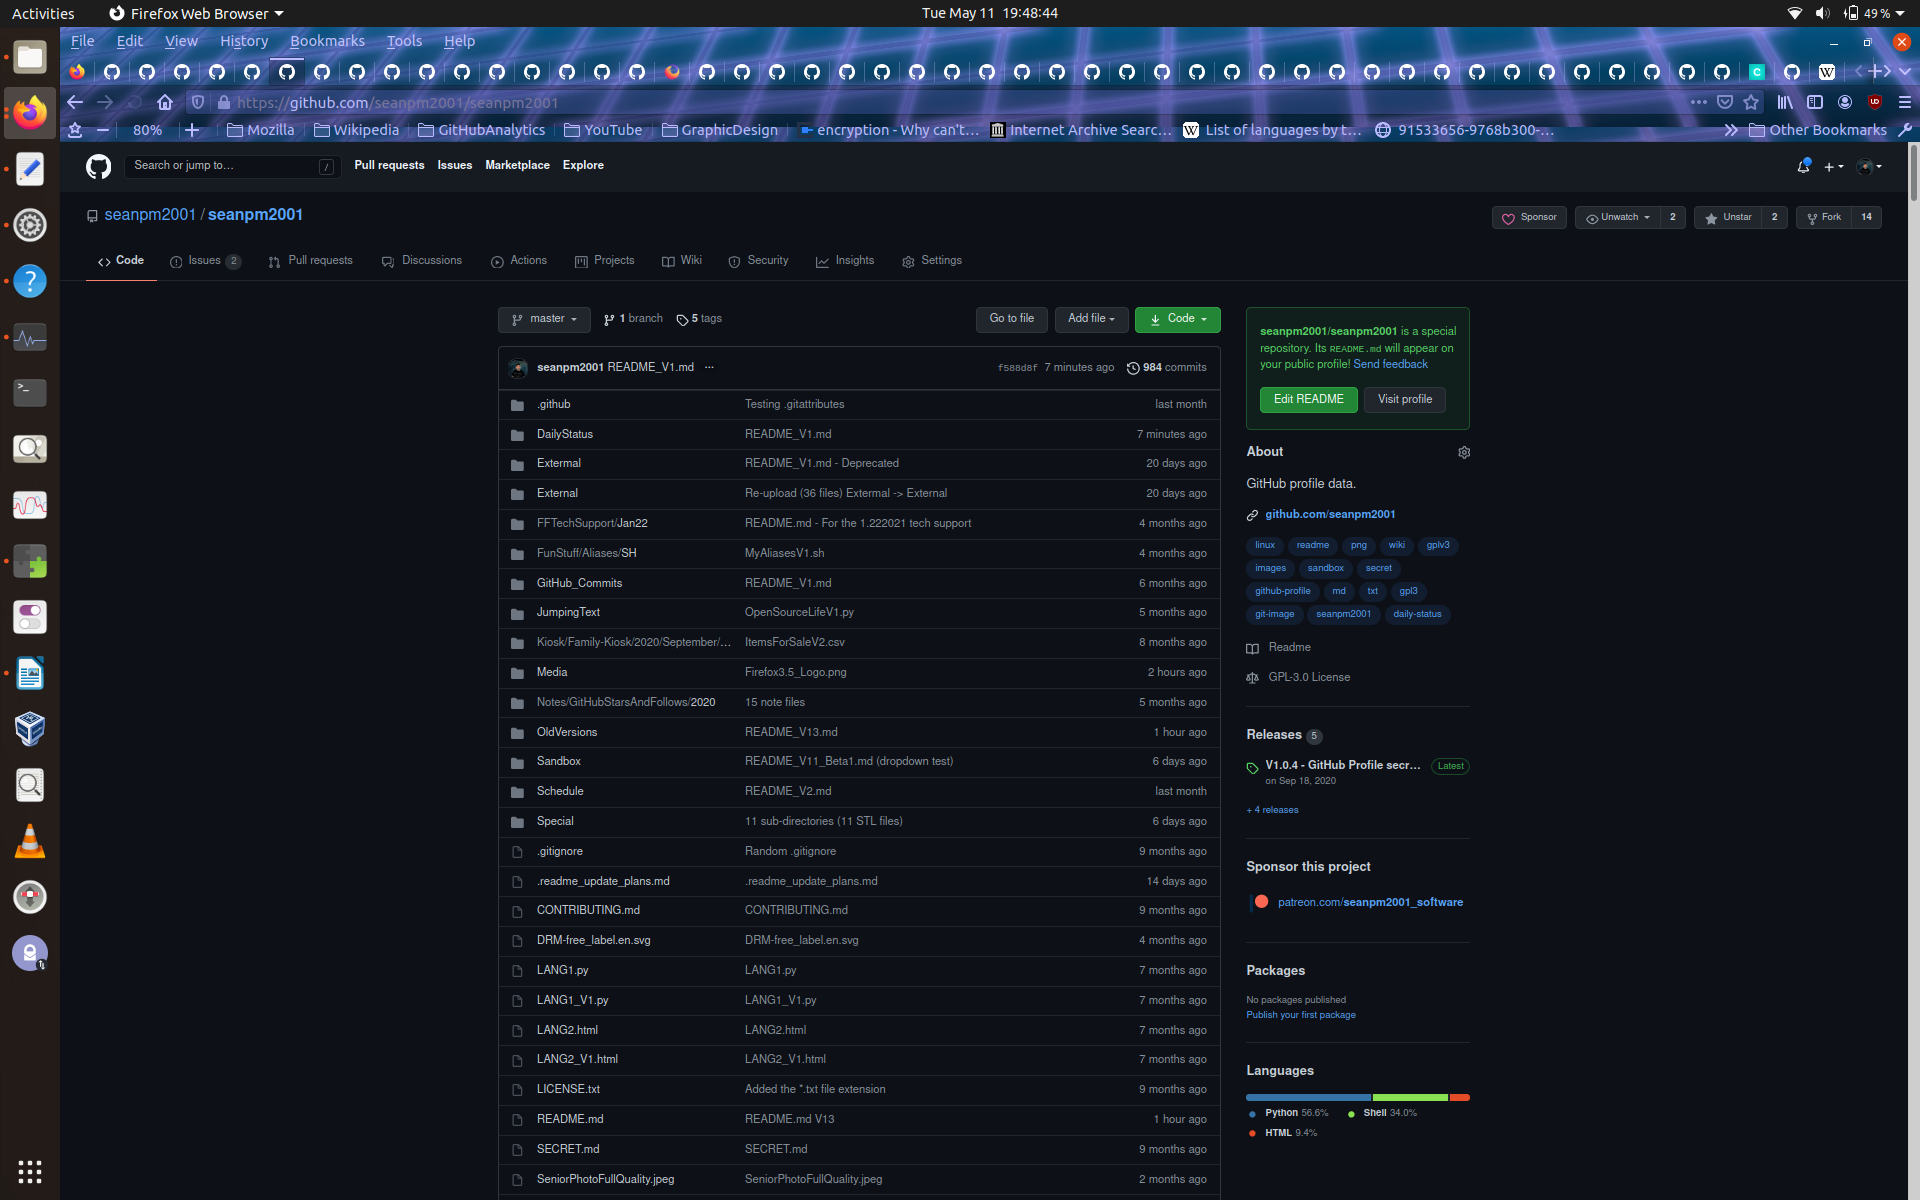 Activities Firefox Web Browser Tue May 11 19:48:44 49 %
File Edit View History Bookmarks Tools Help
https://github.com/seanpm2001/seanpm2001
80% Mozilla Wikipedia GitHubAnalytics YouTube GraphicDesign encryption - Why can't… Internet Archive Searc… List of languages by t… 91533656-9768b300-… Other Bookmarks
Search or jump to… / Pull requests Issues Marketplace Explore
seanpm2001 / seanpm2001 Sponsor Unwatch 2 Unstar 2 Fork 14
Code Issues 2 Pull requests Discussions Actions Projects Wiki Security Insights Settings
master 1 branch 5 tags Go to file Add file Code
seanpm2001 README_V1.md ... f588d8f 7 minutes ago 984 commits
.github Testing .gitattributes last month
DailyStatus README_V1.md 7 minutes ago
Extermal README_V1.md - Deprecated 20 days ago
External Re-upload (36 files) Extermal -> External 20 days ago
FFTechSupport/Jan22 README.md - For the 1.222021 tech support 4 months ago
FunStuff/Aliases/SH MyAliasesV1.sh 4 months ago
GitHub_Commits README_V1.md 6 months ago
JumpingText OpenSourceLifeV1.py 5 months ago
Kiosk/Family-Kiosk/2020/September/… ItemsForSaleV2.csv 8 months ago
Media Firefox3.5_Logo.png 2 hours ago
Notes/GitHubStarsAndFollows/2020 15 note files 5 months ago
OldVersions README_V13.md 1 hour ago
Sandbox README_V11_Beta1.md (dropdown test) 6 days ago
Schedule README_V2.md last month
Special 11 sub-directories (11 STL files) 6 days ago
.gitignore Random .gitignore 9 months ago
.readme_update_plans.md .readme_update_plans.md 14 days ago
CONTRIBUTING.md CONTRIBUTING.md 9 months ago
DRM-free_label.en.svg DRM-free_label.en.svg 4 months ago
LANG1.py LANG1.py 7 months ago
LANG1_V1.py LANG1_V1.py 7 months ago
LANG2.html LANG2.html 7 months ago
LANG2_V1.html LANG2_V1.html 7 months ago
LICENSE.txt Added the *.txt file extension 9 months ago
README.md README.md V13 1 hour ago
SECRET.md SECRET.md 9 months ago
SeniorPhotoFullQuality.jpeg SeniorPhotoFullQuality.jpeg 2 months ago
seanpm2001/seanpm2001 is a special
repository. Its README.md will appear on
your public profile! Send feedback
Edit README Visit profile
About
GitHub profile data.
github.com/seanpm2001
linux readme png wiki gplv3
images sandbox secret
github-profile md txt gpl3
git-image seanpm2001 daily-status
Readme
GPL-3.0 License
Releases 5
V1.0.4 - GitHub Profile secr... Latest
on Sep 18, 2020
+ 4 releases
Sponsor this project
patreon.com/seanpm2001_software
Packages
No packages published
Publish your first package
Languages
Python 56.6% Shell 34.0%
HTML 9.4%